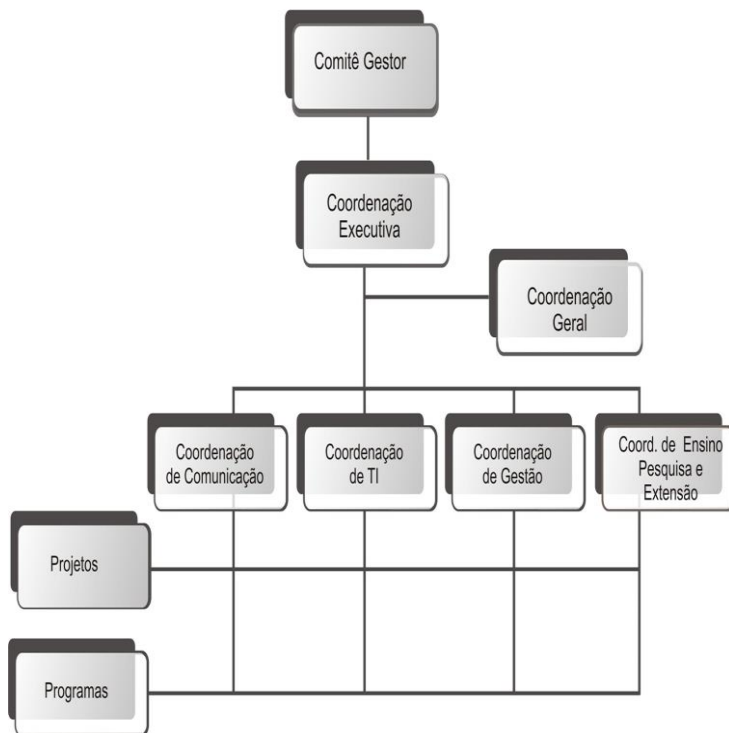 Comitê Gestor
Coordenação
Executiva
Coordenação
Geral
Coordenação
de Comunicação
Coordenação
de TI
Coordenação
de Gestão
Coord. de Ensino
Pesquisa e
Extensão
Projetos
Programas